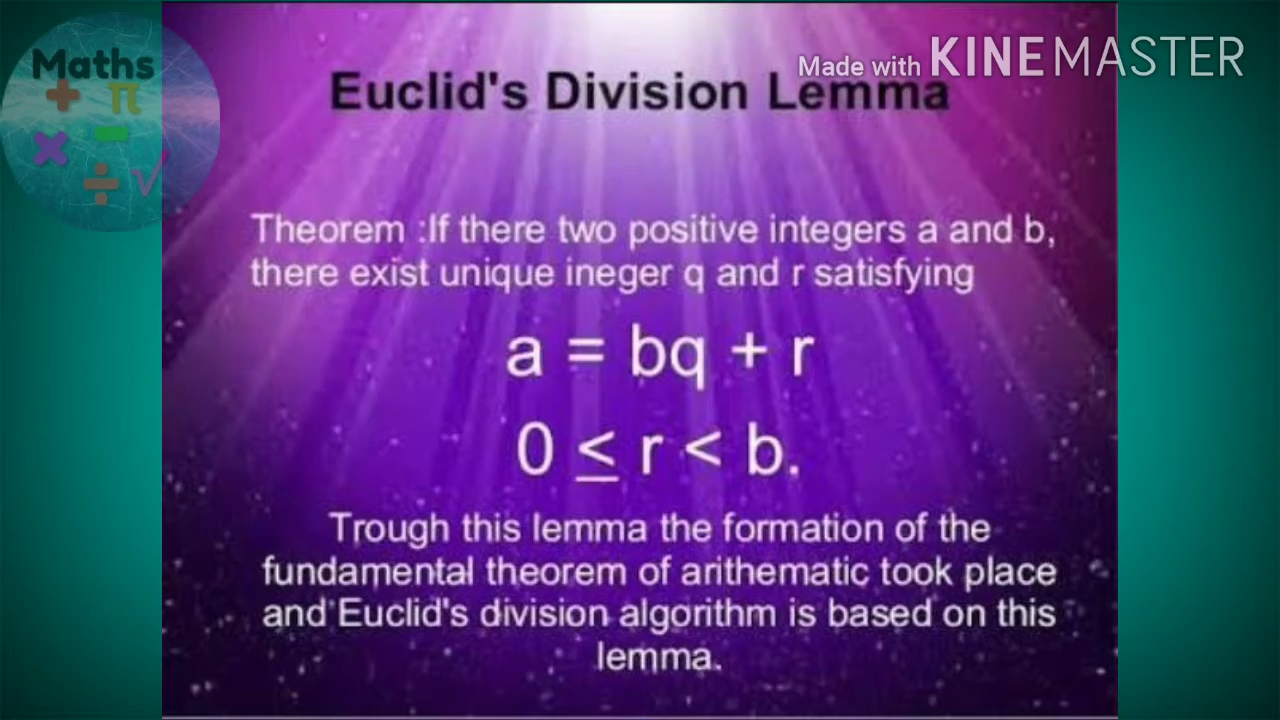 Maths
Made with KINEMASTER
Euclid's Division Lemma
Theorem :If there two positive integers a and b,
there exist unique ineger q and r satisfying
a = bq + r
0 ≤ r < b.
Trough this lemma the formation of the
fundamental theorem of arithematic took place
and Euclid's division algorithm is based on this
lemma.